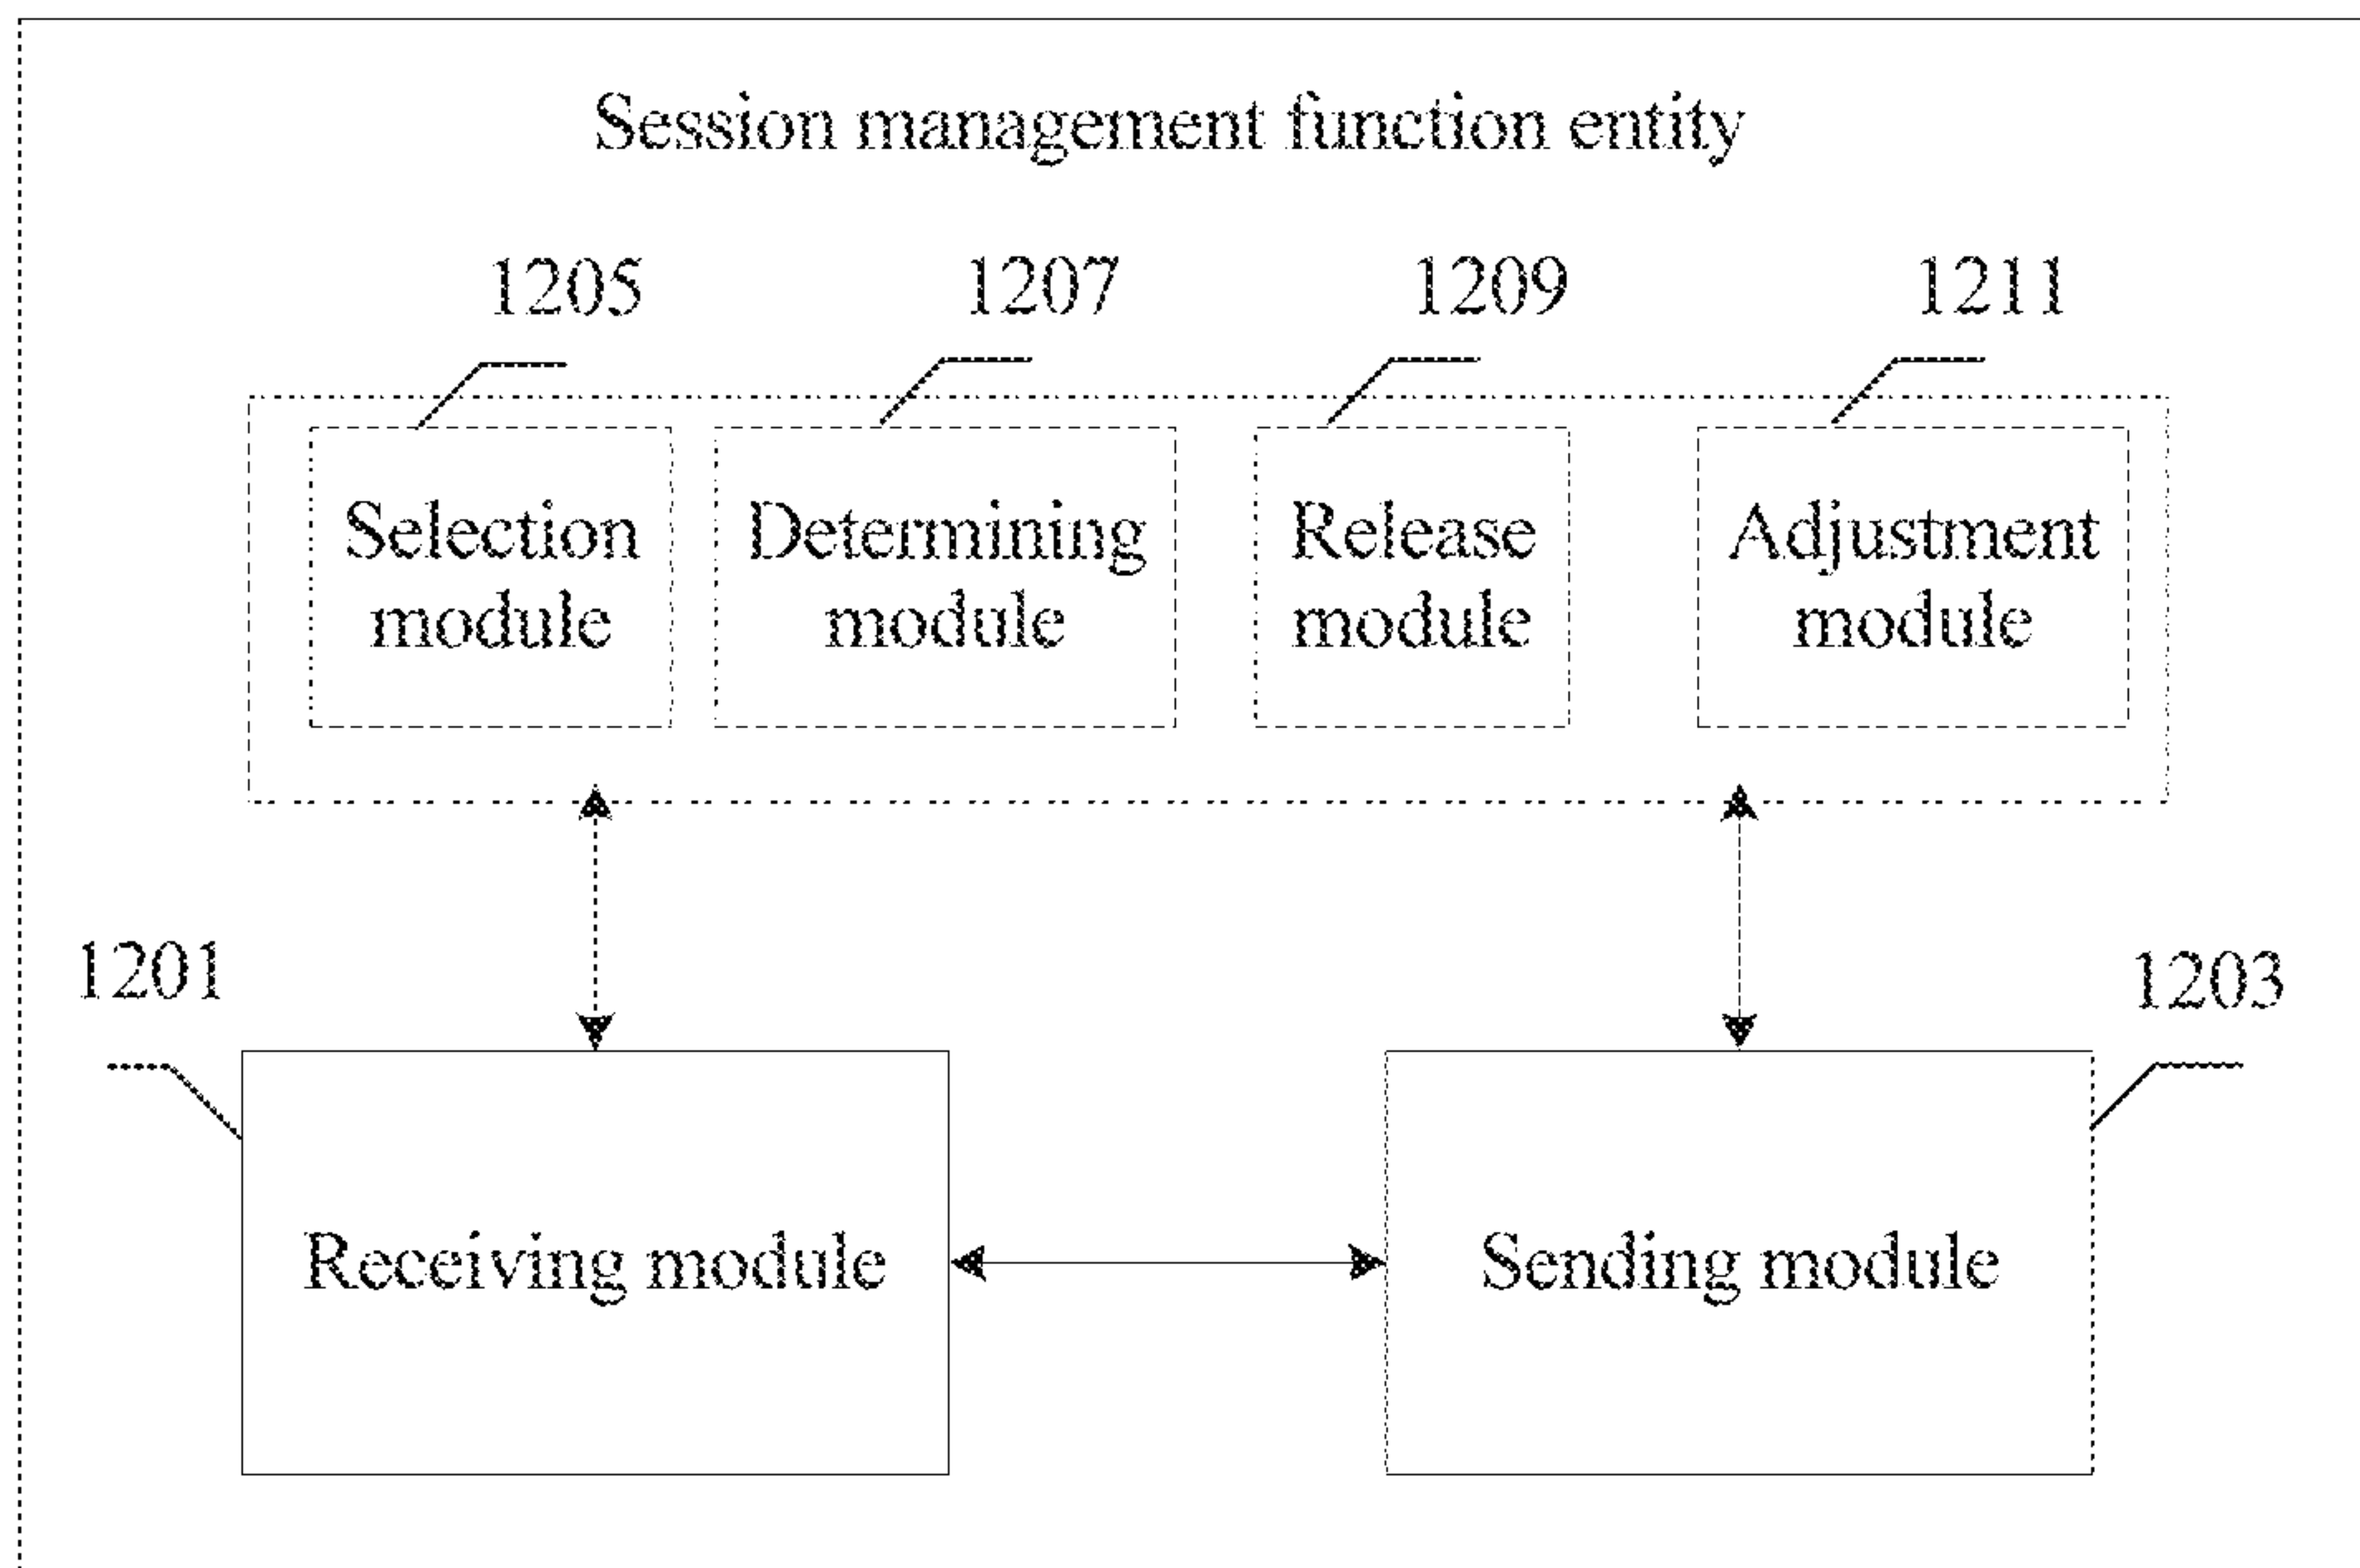 Session management function entity
1205
1207
1209
1211
Selection
module
Determining
module
Release
module
Adjustment
module
1201
1203
Receiving module
Sending module